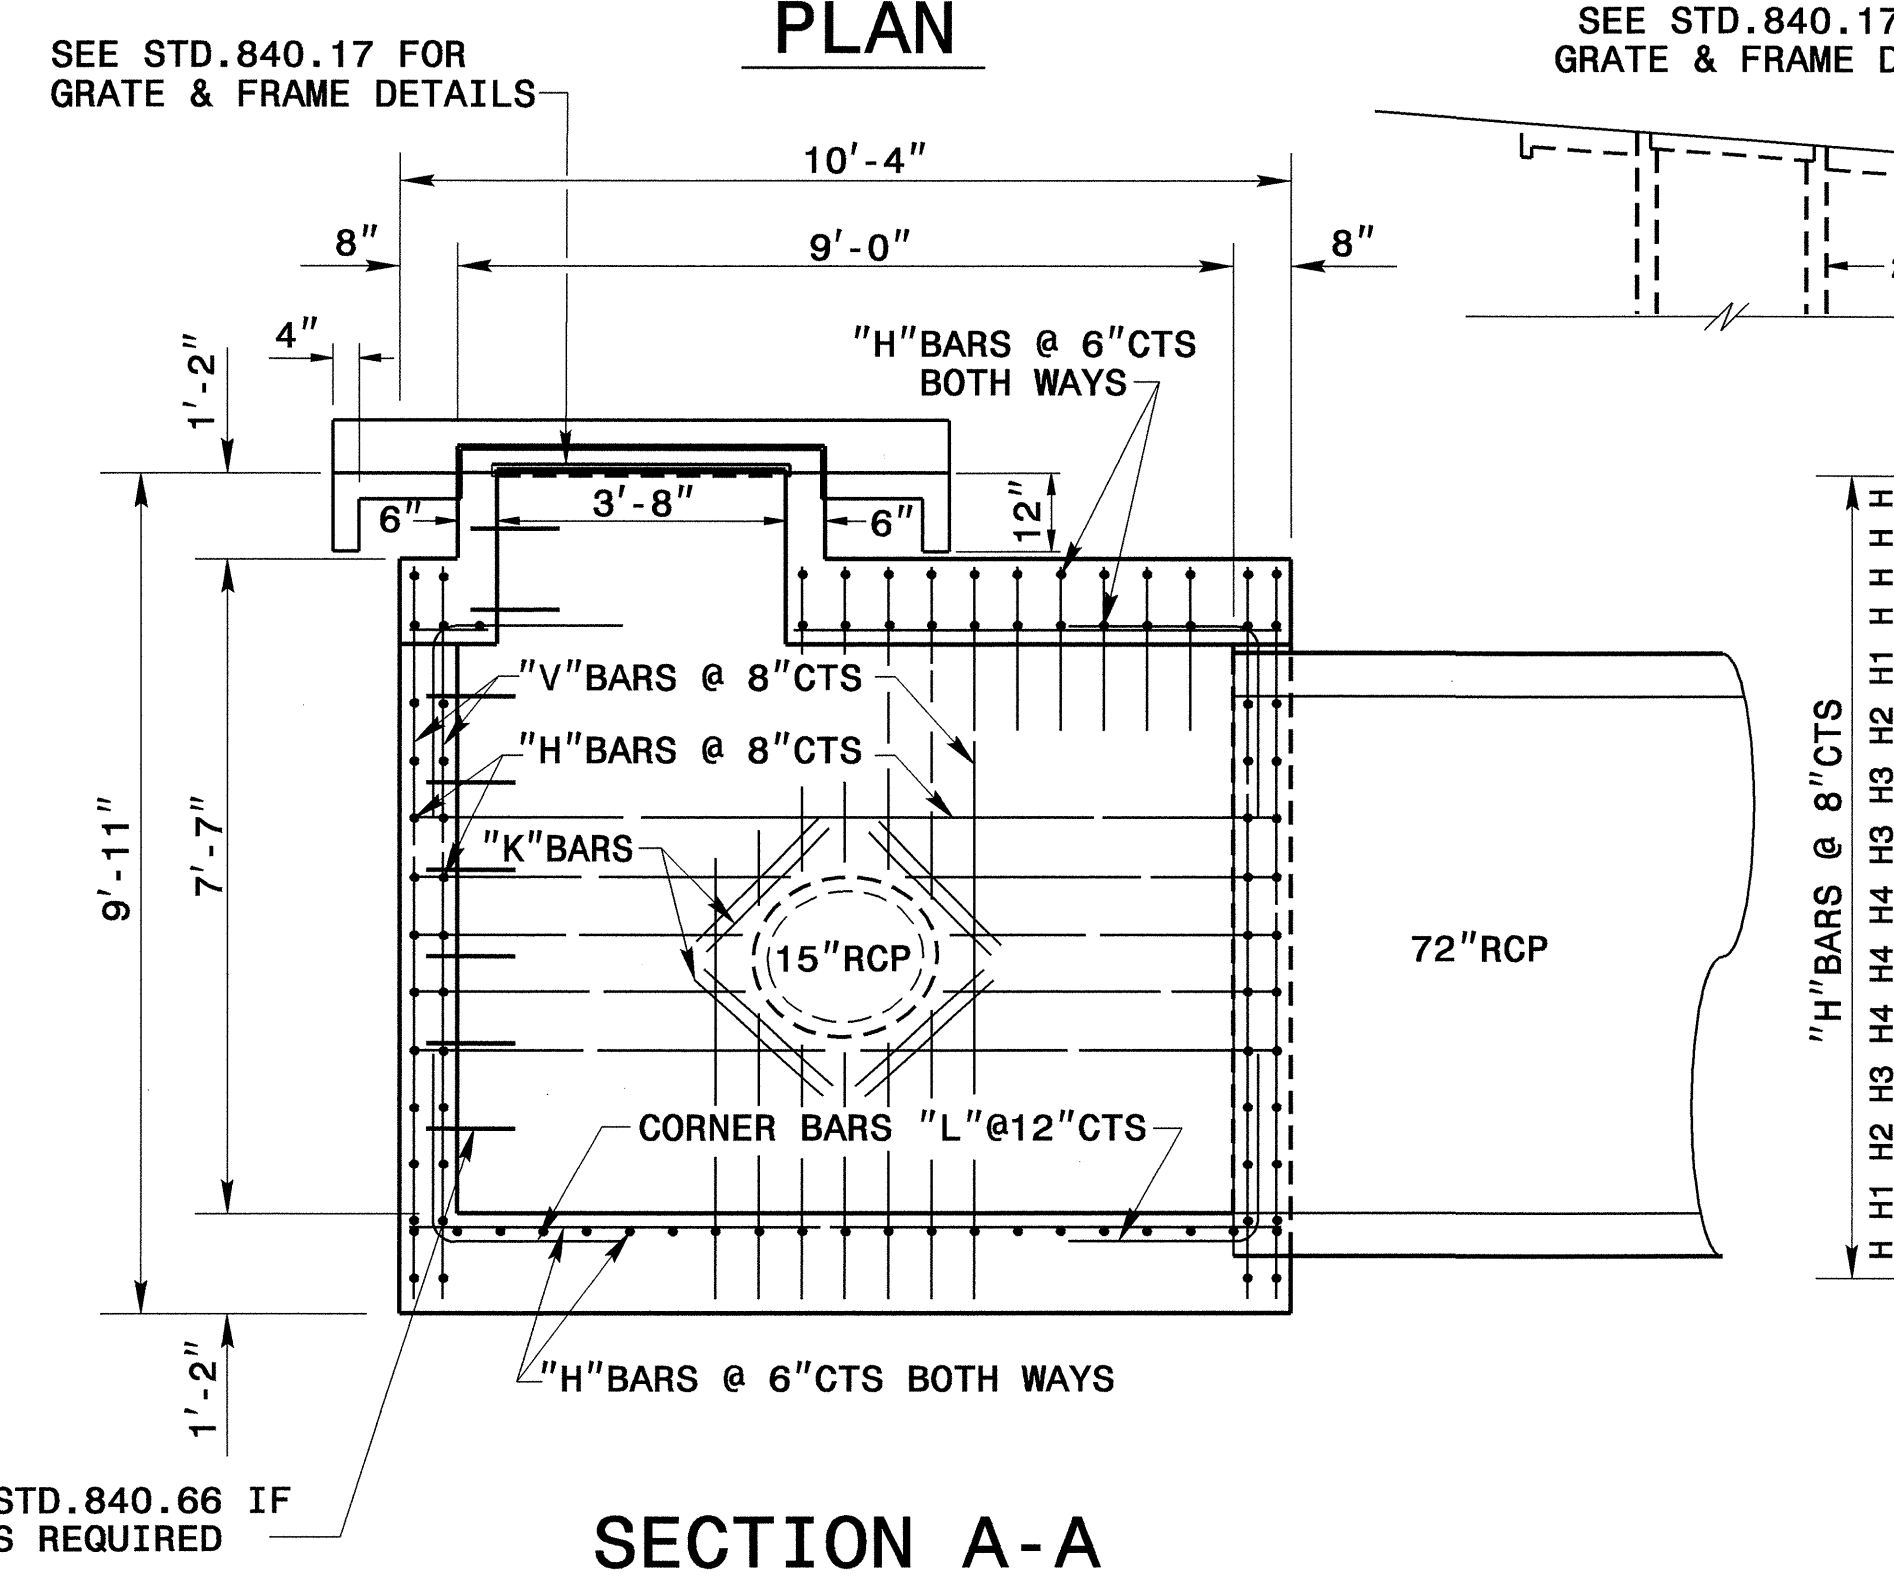 PLAN
SEE STD.840.17 FOR
GRATE & FRAME DETAILS
SEE STD.840.17
GRATE & FRAME
10'-4"
8"
9'-0"
8"
4"
1'-2"
"H"BARS @ 6"CTS
BOTH WAYS
6"
3'-8"
6"
12"
"V"BARS @ 8"CTS
"H"BARS @ 8"CTS
"K"BARS
9'-11"
7'-7"
15"RCP
72"RCP
"H"BARS @ 8"CTS
H
H
H
H
H1
H2
H3
H3
H4
H4
H4
H3
H2
H1
H
CORNER BARS "L"@12"CTS
"H"BARS @ 6"CTS BOTH WAYS
1'-2"
STD.840.66 IF
S REQUIRED
SECTION A-A